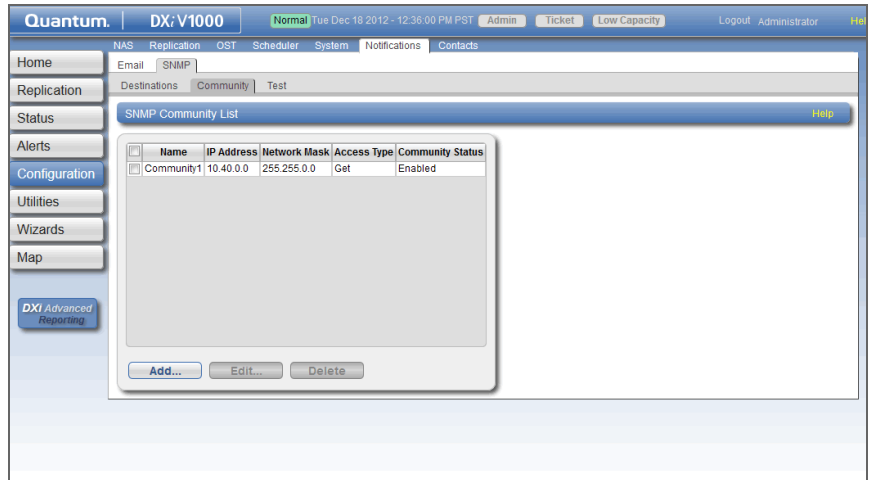 Quantum. DXi V1000 Normal Tue Dec 18 2012 - 12:36:00 PM PST Admin Ticket Low Capacity Logout Administrator Hel
NAS Replication OST Scheduler System Notifications Contacts
Home
Email SNMP
Replication
Destinations Community Test
Status
SNMP Community List Help
Alerts
Name IP Address Network Mask Access Type Community Status
Configuration
Community1 10.40.0.0 255.255.0.0 Get Enabled
Utilities
Wizards
Map
DXI Advanced
Reporting
Add... Edit... Delete